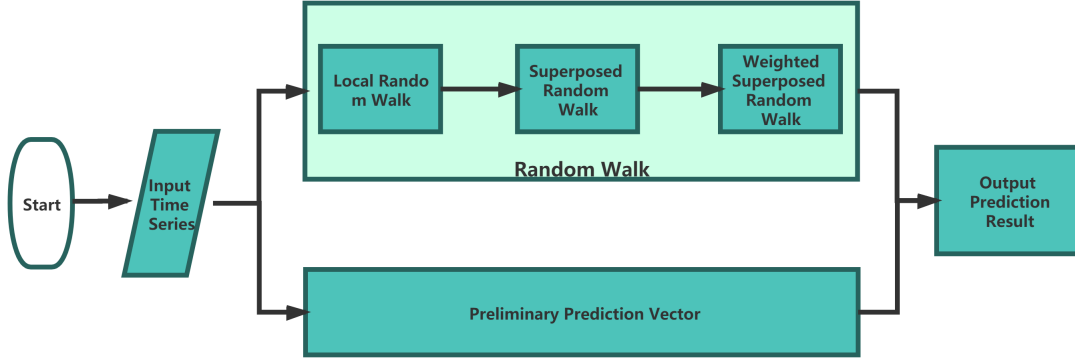 Start
Input
Time
Series
Local Rando
m Walk
Superposed
Random
Walk
Weighted
Superposed
Random
Walk
Random Walk
Preliminary Prediction Vector
Output
Prediction
Result